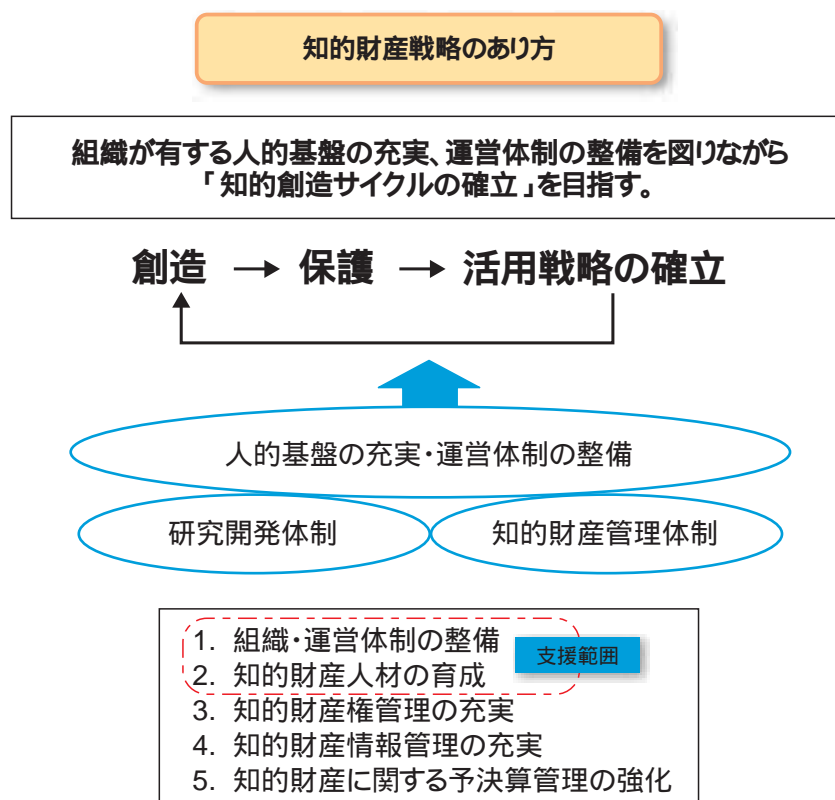 知的財産戦略のあり方
組織が有する人的基盤の充実、運営体制の整備を図りながら
「知的創造サイクルの確立」を目指す。
創造 → 保護 → 活用戦略の確立
人的基盤の充実・運営体制の整備
研究開発体制
知的財産管理体制
1. 組織・運営体制の整備
支援範囲
2. 知的財産人材の育成
3. 知的財産権管理の充実
4. 知的財産情報管理の充実
5. 知的財産に関する予決算管理の強化